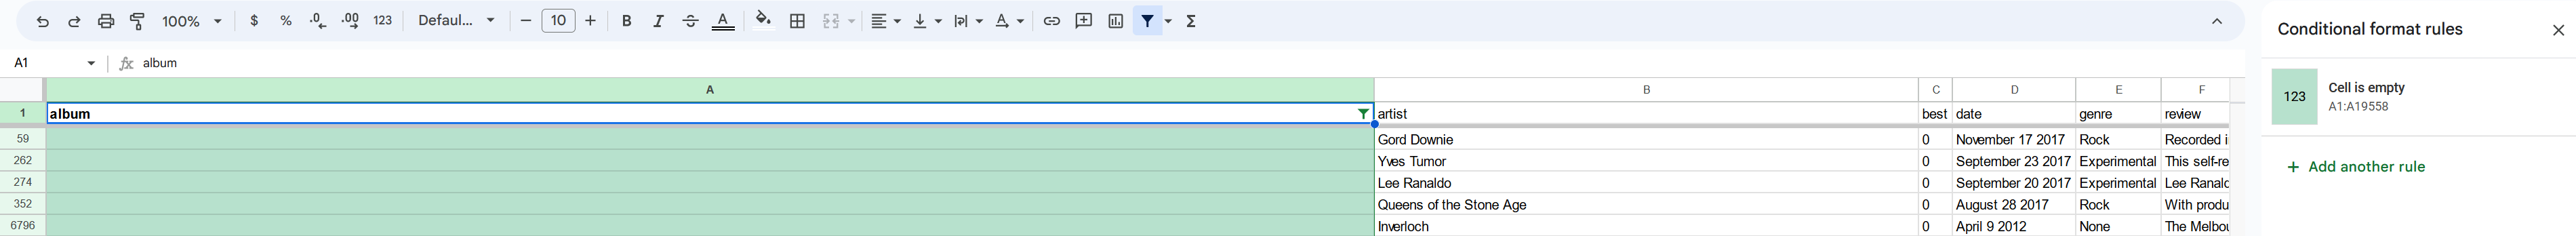 100% $ % .0 .00 123 Defaul... 10 B I S A A Σ
Conditional format rules
A1 fx album
A B C D E F
123 Cell is empty
A1:A19558
1 album artist best date genre review
59 Gord Downie 0 November 17 2017 Rock Recorded i
262 Yves Tumor 0 September 23 2017 Experimental This self-re
274 Lee Ranaldo 0 September 20 2017 Experimental Lee Ranald
352 Queens of the Stone Age 0 August 28 2017 Rock With produ
6796 Inverloch 0 April 9 2012 None The Melbou
+ Add another rule